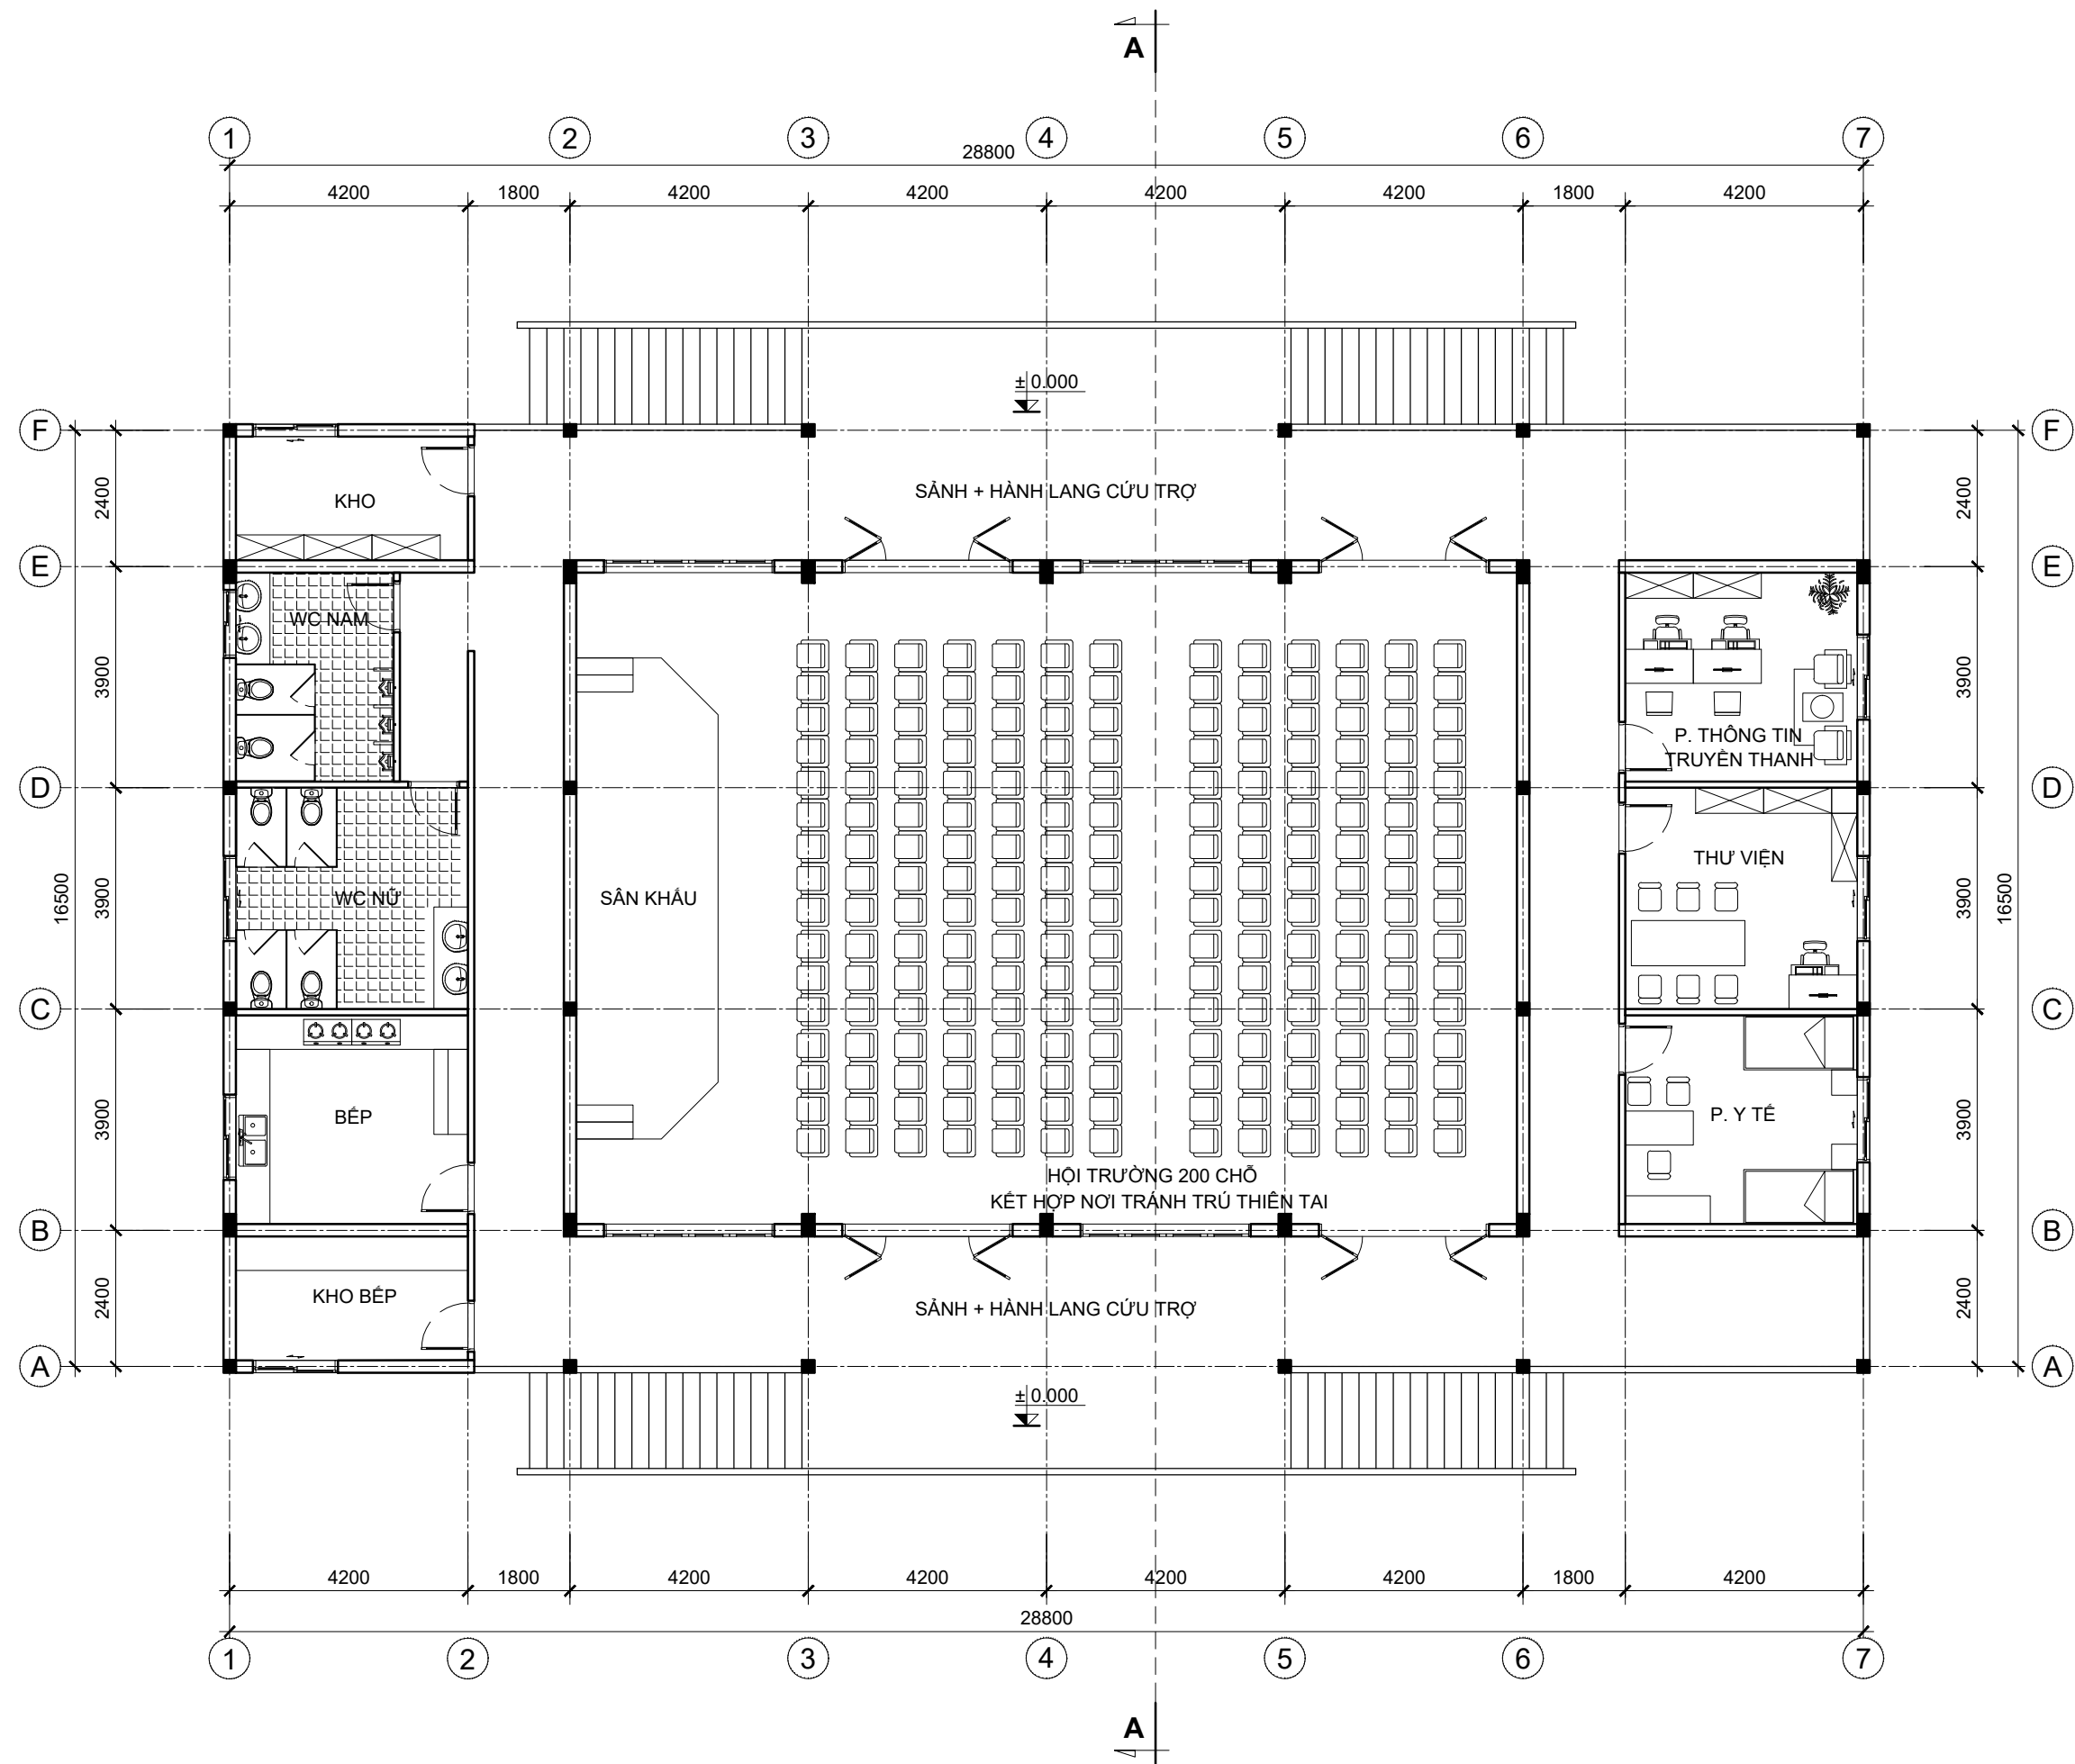 A
1 2 3 4 5 6 7
28800
4200 1800 4200 4200 4200 4200 1800 4200
± 0.000
F F
2400 KHO SẢNH + HÀNH LANG CỨU TRỢ 2400
E E
WC NAM
3900 3900
P. THÔNG TIN
TRUYỀN THANH
D D
THƯ VIỆN
16500 3900 WC NỮ SÂN KHẤU 3900 16500
C C
3900 BẾP P. Y TẾ 3900
HỘI TRƯỜNG 200 CHỖ
KẾT HỢP NƠI TRÁNH TRÚ THIÊN TAI
B B
2400 KHO BẾP SẢNH + HÀNH LANG CỨU TRỢ 2400
A A
± 0.000
4200 1800 4200 4200 4200 4200 1800 4200
28800
1 2 3 4 5 6 7
A